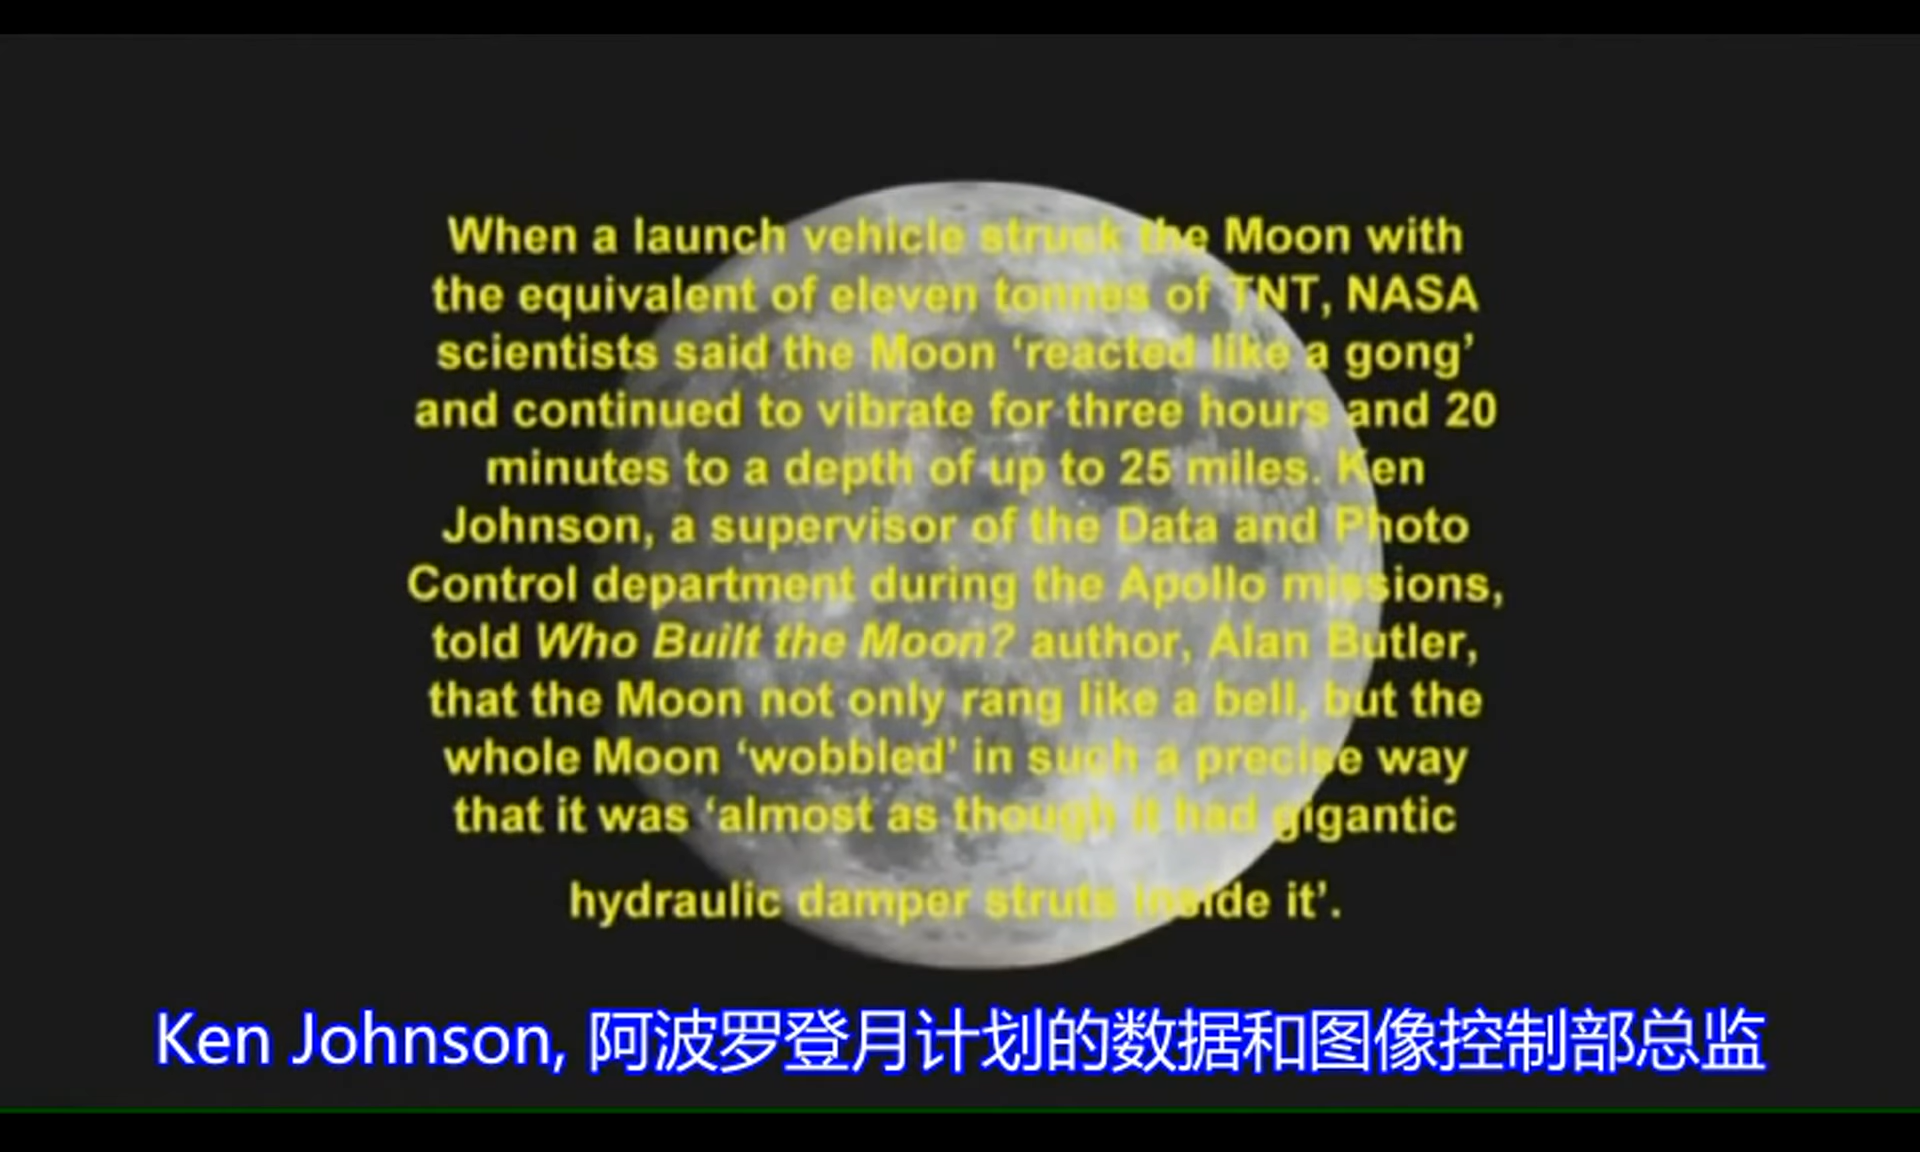 When a launch vehicle struck the Moon with
the equivalent of eleven tonnes of TNT, NASA
scientists said the Moon ‘reacted like a gong’
and continued to vibrate for three hours and 20
minutes to a depth of up to 25 miles. Ken
Johnson, a supervisor of the Data and Photo
Control department during the Apollo missions,
told Who Built the Moon? author, Alan Butler,
that the Moon not only rang like a bell, but the
whole Moon ‘wobbled’ in such a precise way
that it was ‘almost as though it had gigantic
hydraulic damper struts inside it’.
Ken Johnson, 阿波罗登月计划的数据和图像控制部总监